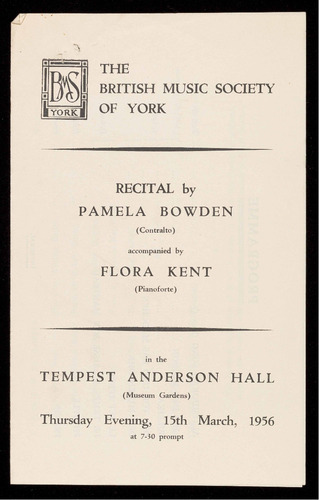 BMS
YORK
THE
BRITISH MUSIC SOCIETY
OF YORK
RECITAL by
PAMELA BOWDEN
(Contralto)
accompanied by
FLORA KENT
(Pianoforte)
in the
TEMPEST ANDERSON HALL
(Museum Gardens)
Thursday Evening, 15th March, 1956
at 7-30 prompt
PROGRAMME